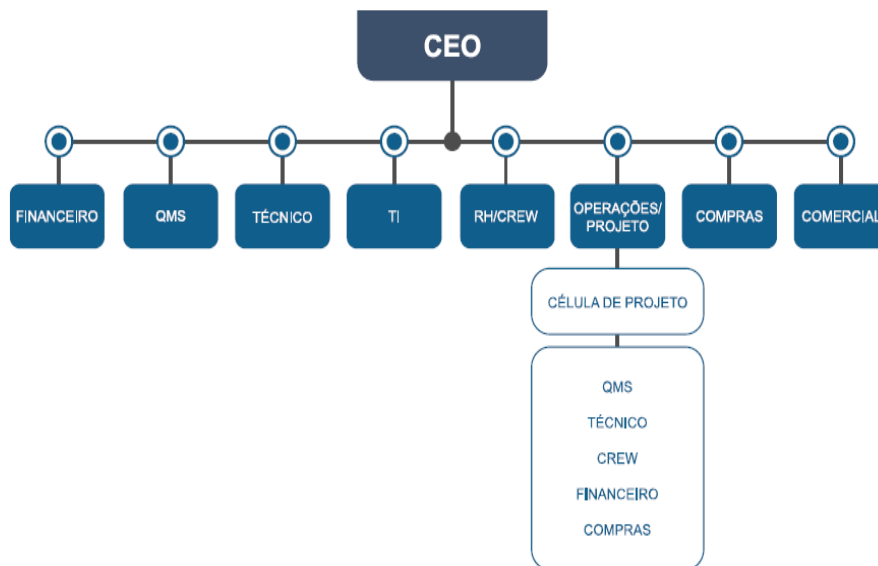 CEO
FINANCEIRO
QMS
TÉCNICO
TI
RH/CREW
OPERAÇÕES/
PROJETO
COMPRAS
COMERCIAL
CÉLULA DE PROJETO
QMS
TÉCNICO
CREW
FINANCEIRO
COMPRAS